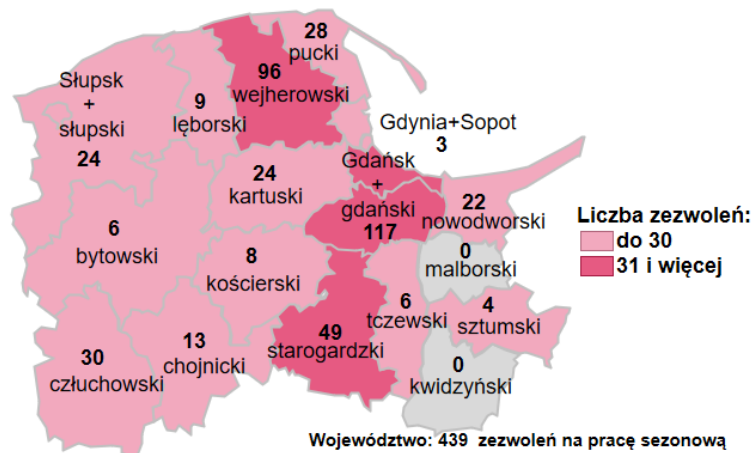 28
pucki
96
wejherowski
Słupsk
+
słupski
24
9
lęborski
Gdynia+Sopot
3
Gdańsk
+
gdański
117
24
kartuski
22
nowodworski
6
bytowski
8
kościerski
0
malborski
6
tczewski
4
sztumski
49
starogardzki
13
chojnicki
30
człuchowski
0
kwidzyński
Liczba zezwoleń:
do 30
31 i więcej
Województwo: 439 zezwoleń na pracę sezonową